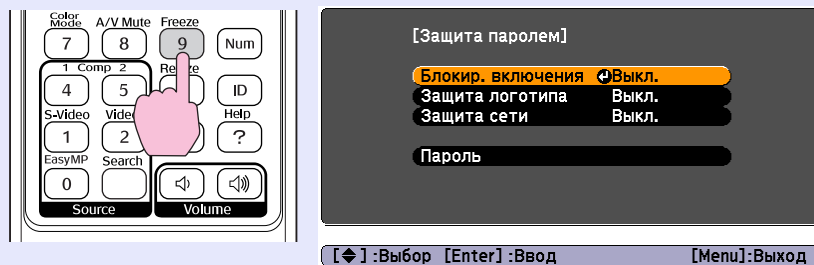 Color Mode A/V Mute Freeze
7 8 9 Num
1 Comp 2
4 5 ID
S-Video Help
1 2 ?
EasyMP Search
0
Source Volume
[Защита паролем]
Блокир. включения Выкл.
Защита логотипа Выкл.
Защита сети Выкл.
Пароль
[ ] :Выбор [Enter] :Ввод [Menu]:Выход